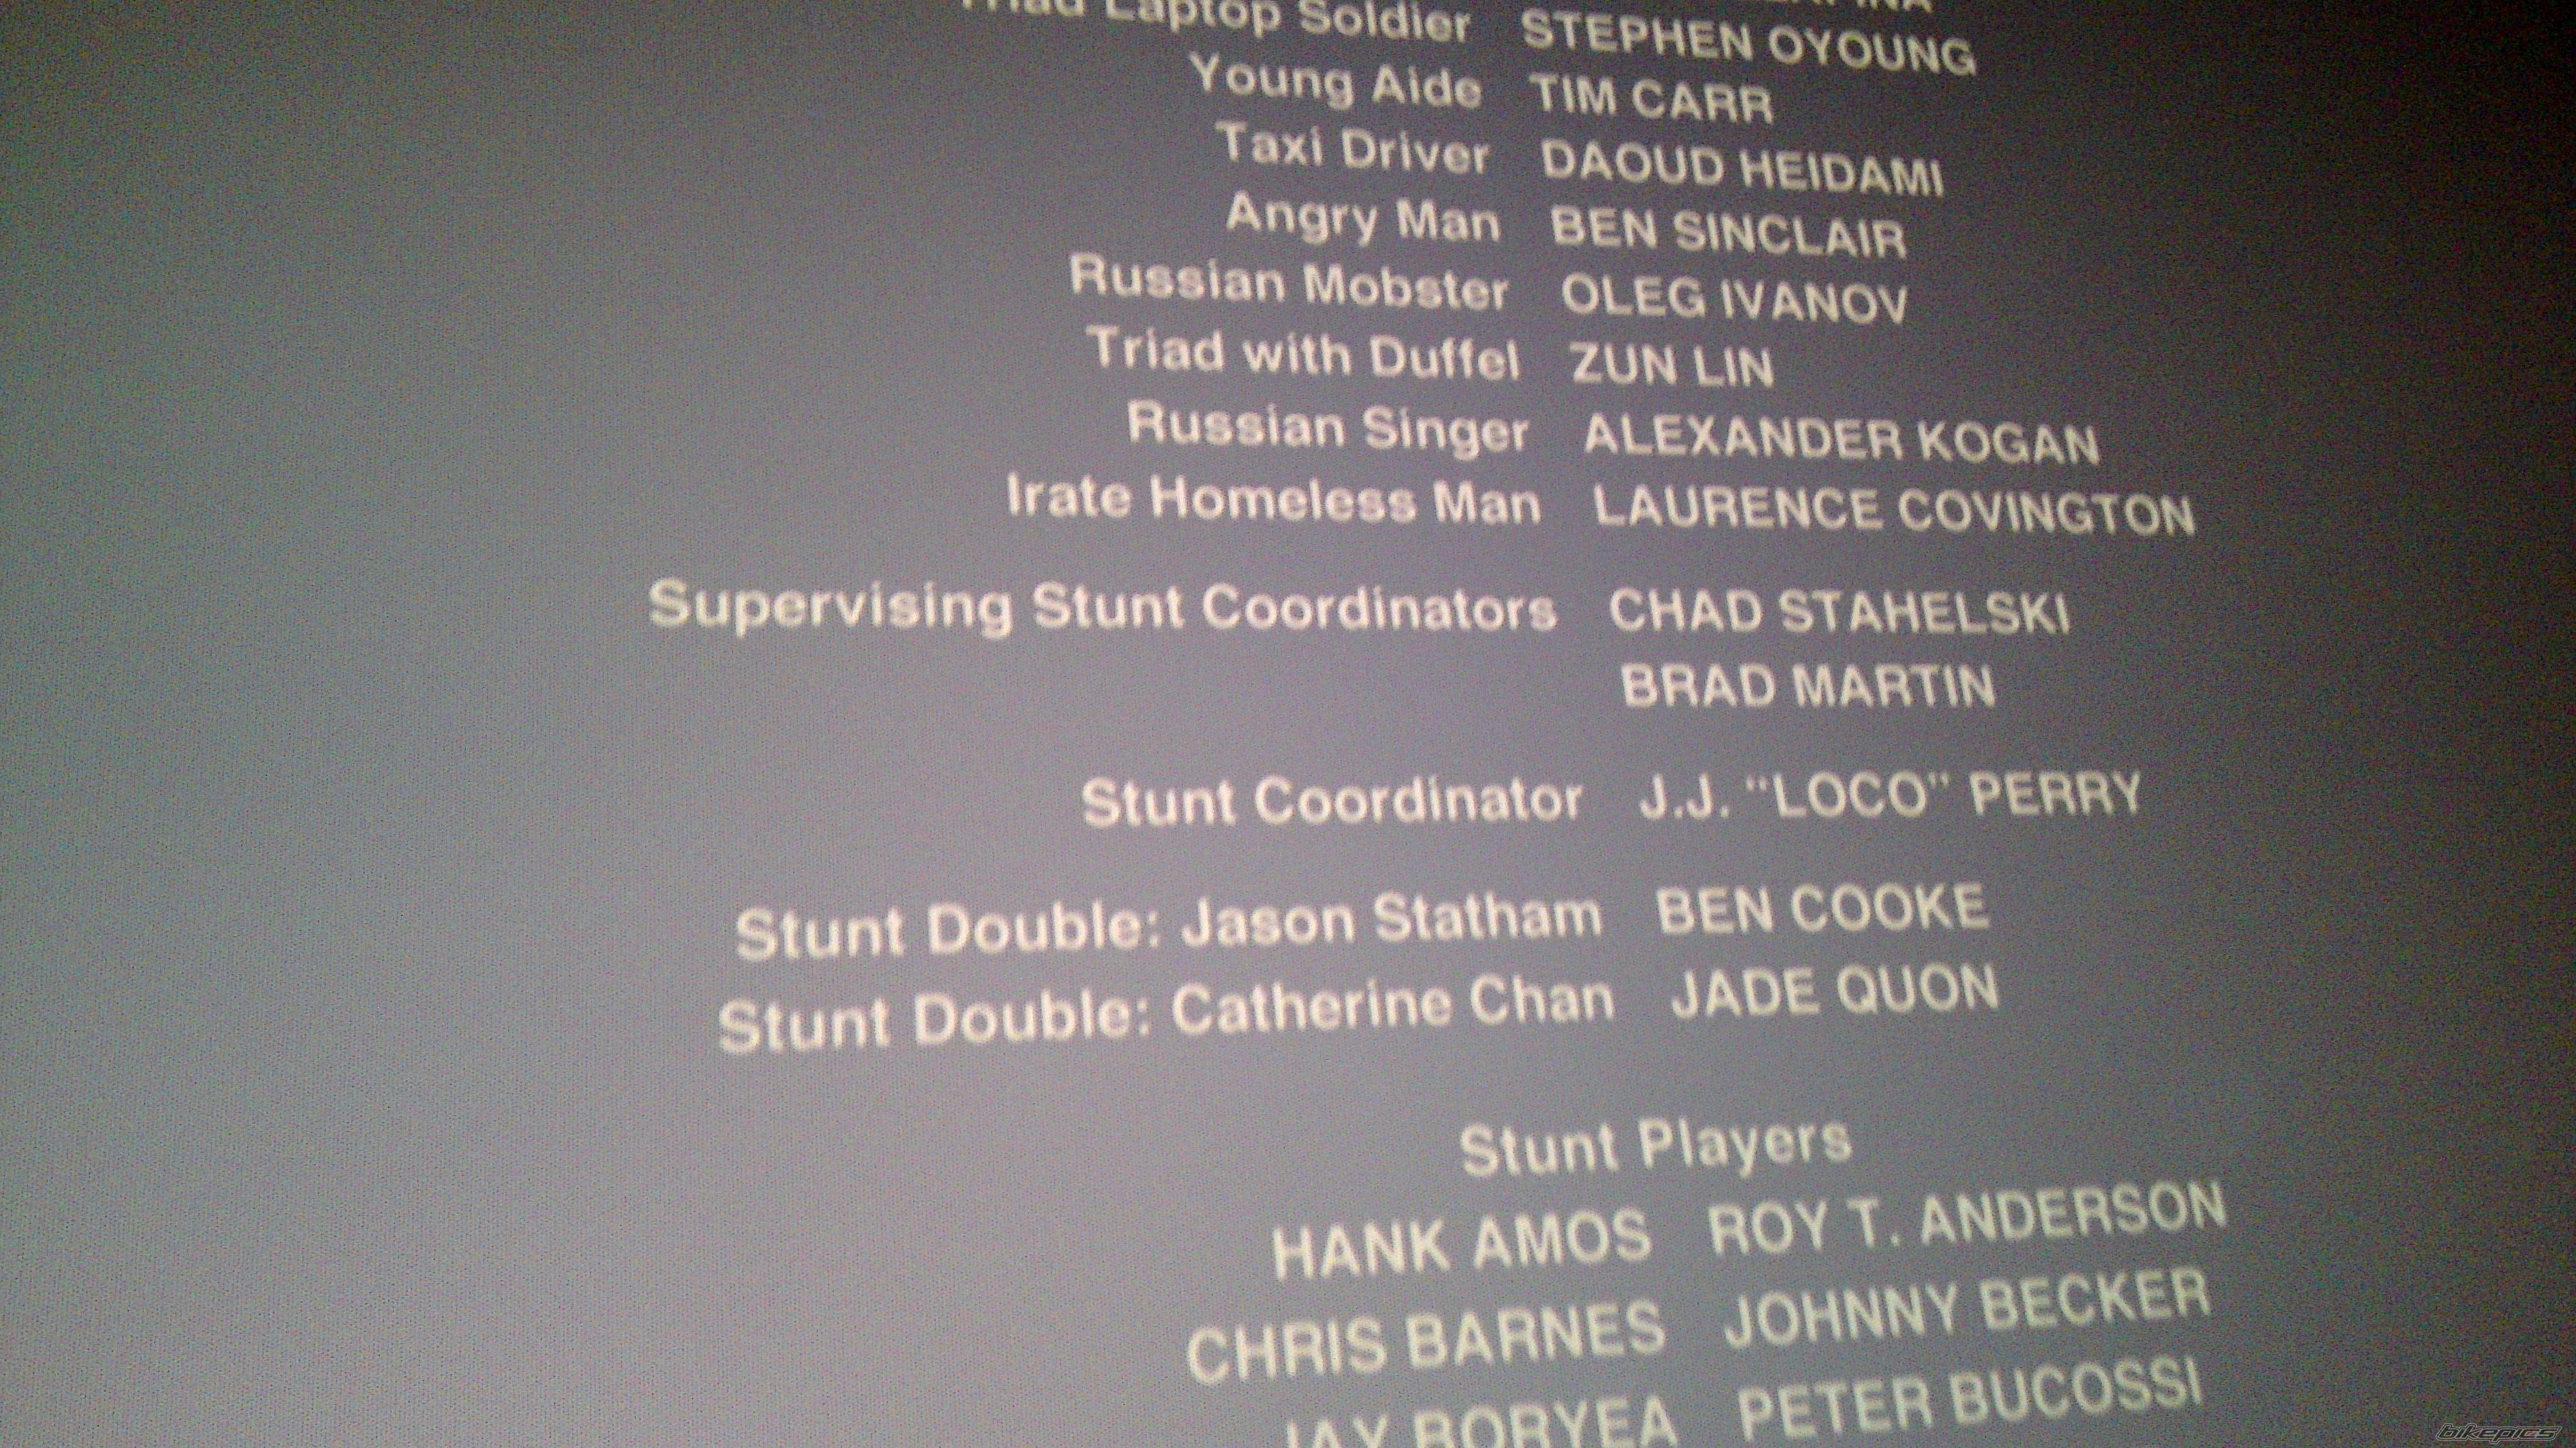 Triad Laptop Soldier STEPHEN OYOUNG
Young Aide TIM CARR
Taxi Driver DAOUD HEIDAMI
Angry Man BEN SINCLAIR
Russian Mobster OLEG IVANOV
Triad with Duffel ZUN LIN
Russian Singer ALEXANDER KOGAN
Irate Homeless Man LAURENCE COVINGTON
Supervising Stunt Coordinators CHAD STAHELSKI
BRAD MARTIN
Stunt Coordinator J.J. "LOCO" PERRY
Stunt Double: Jason Statham BEN COOKE
Stunt Double: Catherine Chan JADE QUON
Stunt Players
HANK AMOS ROY T. ANDERSON
CHRIS BARNES JOHNNY BECKER
JAY BORYEA PETER BUCOSSI
bikepics